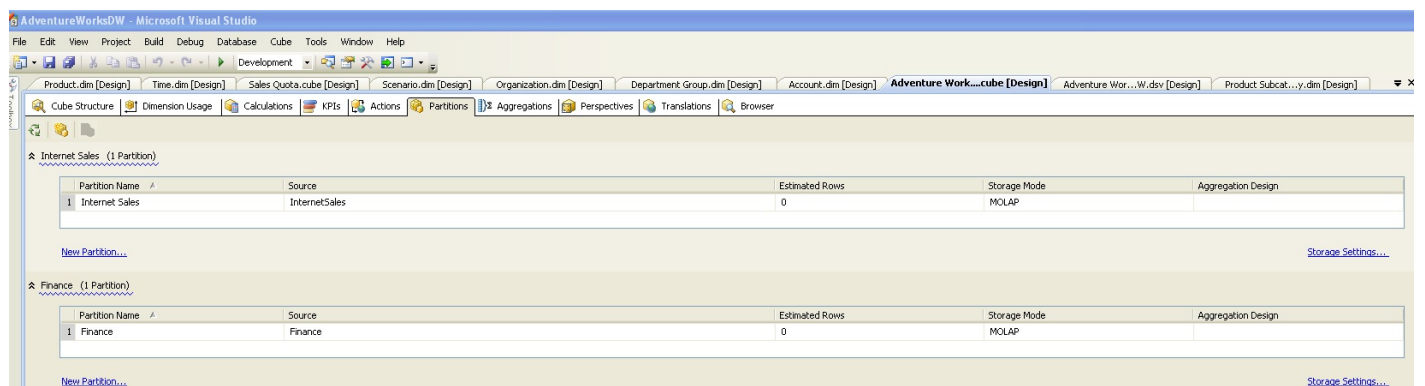 AdventureWorksDW - Microsoft Visual Studio
File Edit View Project Build Debug Database Cube Tools Window Help
Development
Product.dim [Design] Time.dim [Design] Sales Quota.cube [Design] Scenario.dim [Design] Organization.dim [Design] Department Group.dim [Design] Account.dim [Design] Adventure Work....cube [Design] Adventure Wor...W.dsv [Design] Product Subcat...y.dim [Design]
Toolbox
Cube Structure Dimension Usage Calculations KPIs Actions Partitions Aggregations Perspectives Translations Browser
Internet Sales (1 Partition)
Partition Name Source Estimated Rows Storage Mode Aggregation Design
1 Internet Sales InternetSales 0 MOLAP
New Partition... Storage Settings...
Finance (1 Partition)
Partition Name Source Estimated Rows Storage Mode Aggregation Design
1 Finance Finance 0 MOLAP
New Partition... Storage Settings...